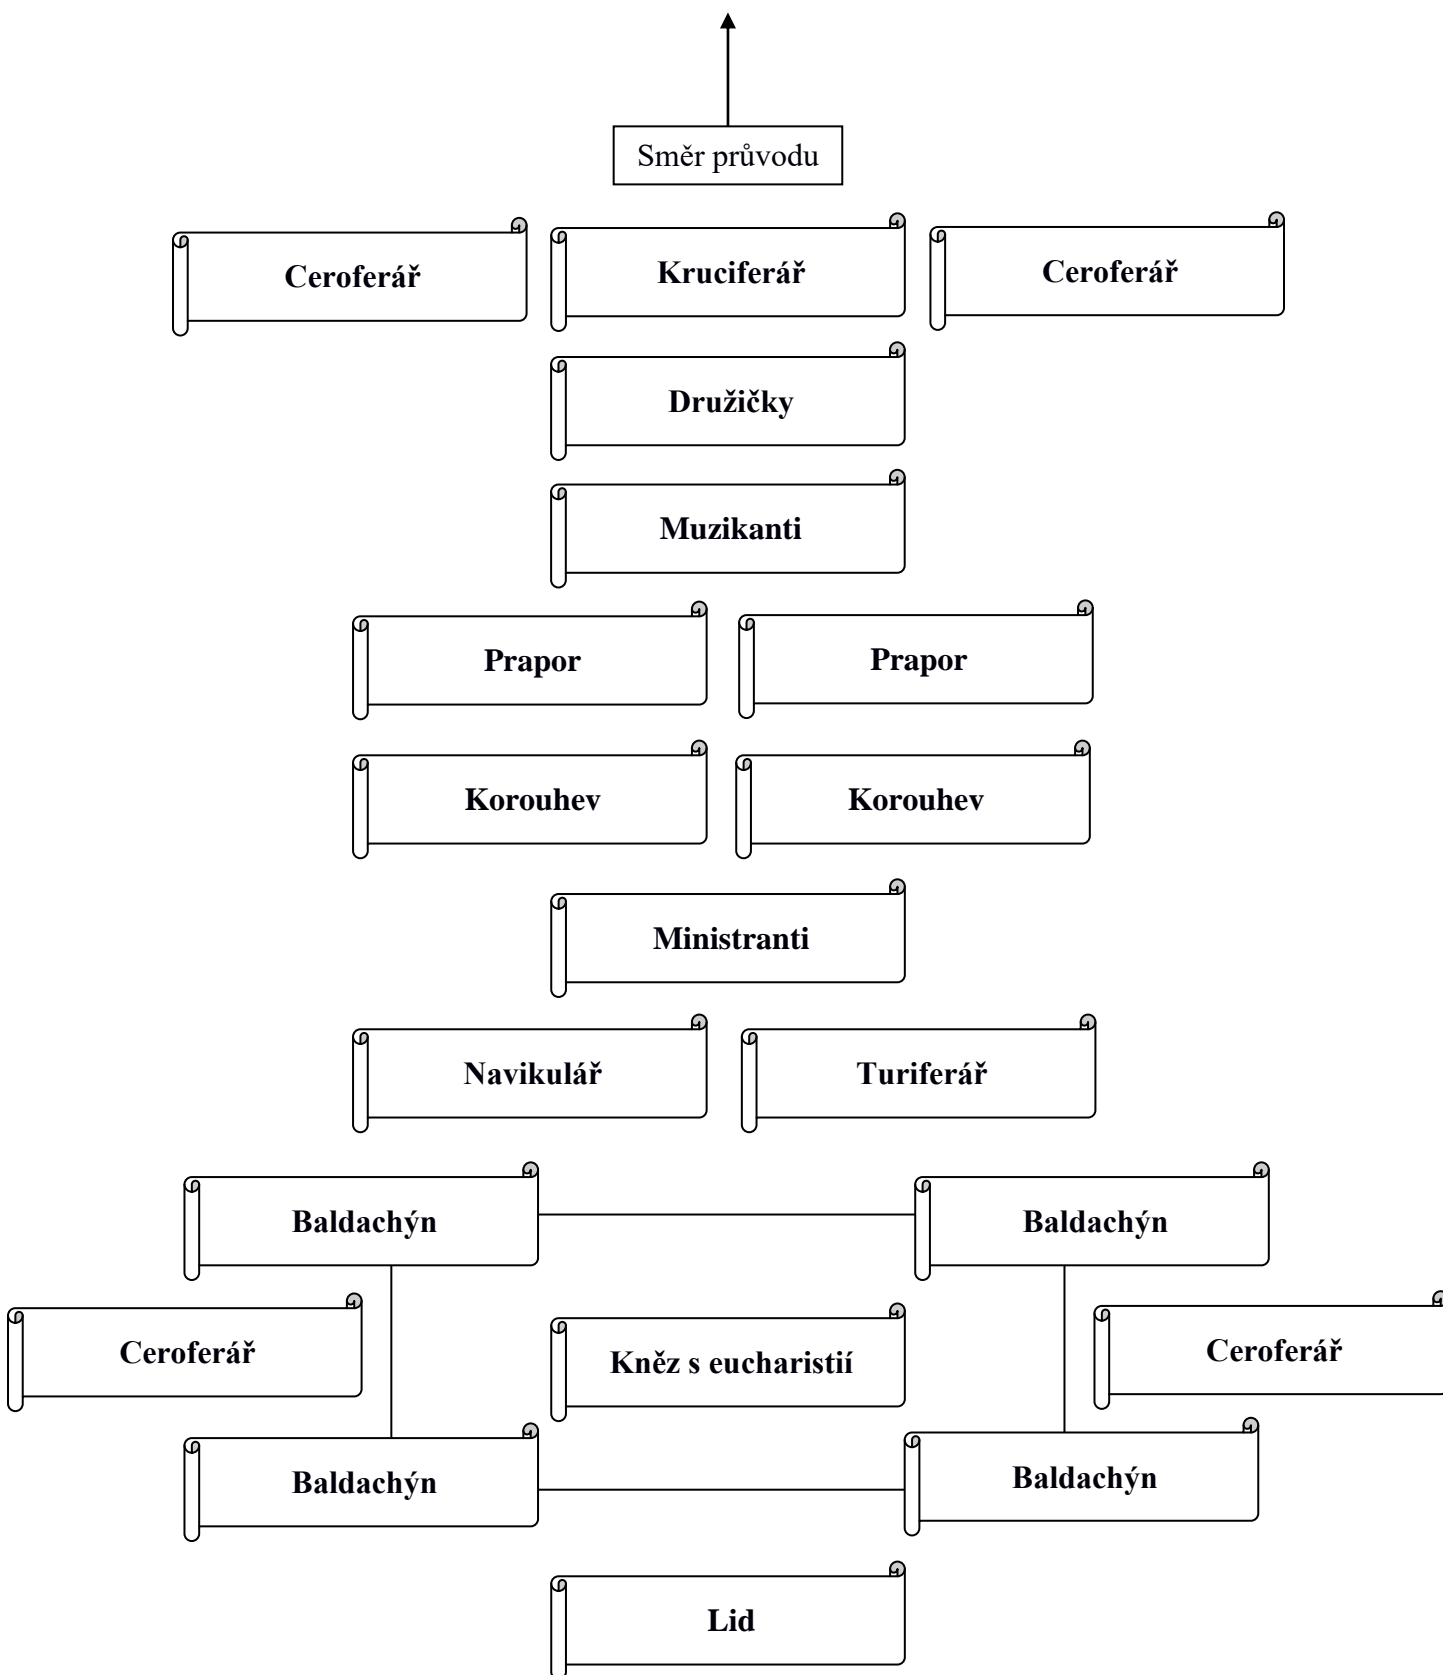 Směr průvodu
Ceroferář
Kruciferář
Ceroferář
Družičky
Muzikanti
Prapor
Prapor
Korouhev
Korouhev
Ministranti
Navikulář
Turiferář
Baldachýn
Baldachýn
Ceroferář
Kněz s eucharistií
Ceroferář
Baldachýn
Baldachýn
Lid